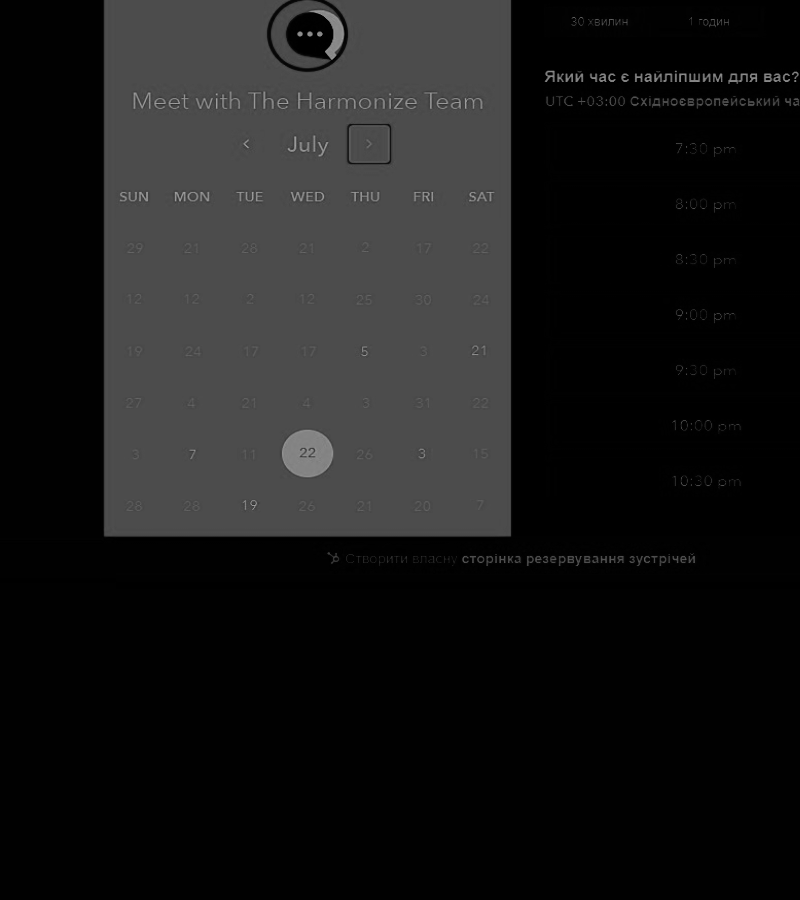 30 хвилин 1 годин
Meet with The Harmonize Team
July
SUN MON TUE WED THU FRI SAT
29 21 28 21 2 17 22
12 12 2 12 25 30 24
19 24 17 17 5 3 21
27 4 21 4 3 31 22
3 7 11 22 26 3 15
28 28 19 26 21 20 7
Який час є найліпшим для вас?
UTC +03:00 Східноєвропейський ча
7:30 pm
8:00 pm
8:30 pm
9:00 pm
9:30 pm
10:00 pm
10:30 pm
Створити власну сторінка резервування зустрічей